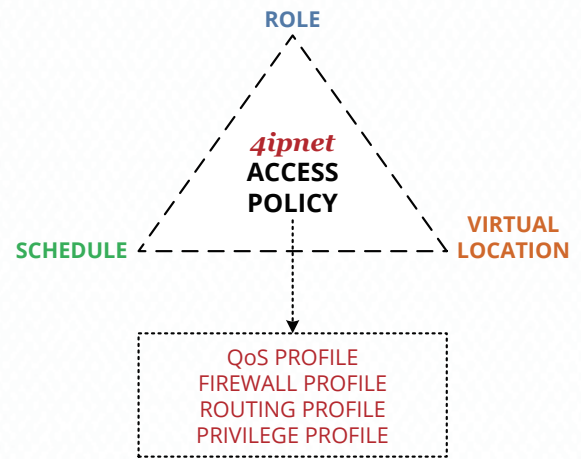 ROLE
4ipnet
ACCESS
POLICY
SCHEDULE
VIRTUAL
LOCATION
QoS PROFILE
FIREWALL PROFILE
ROUTING PROFILE
PRIVILEGE PROFILE